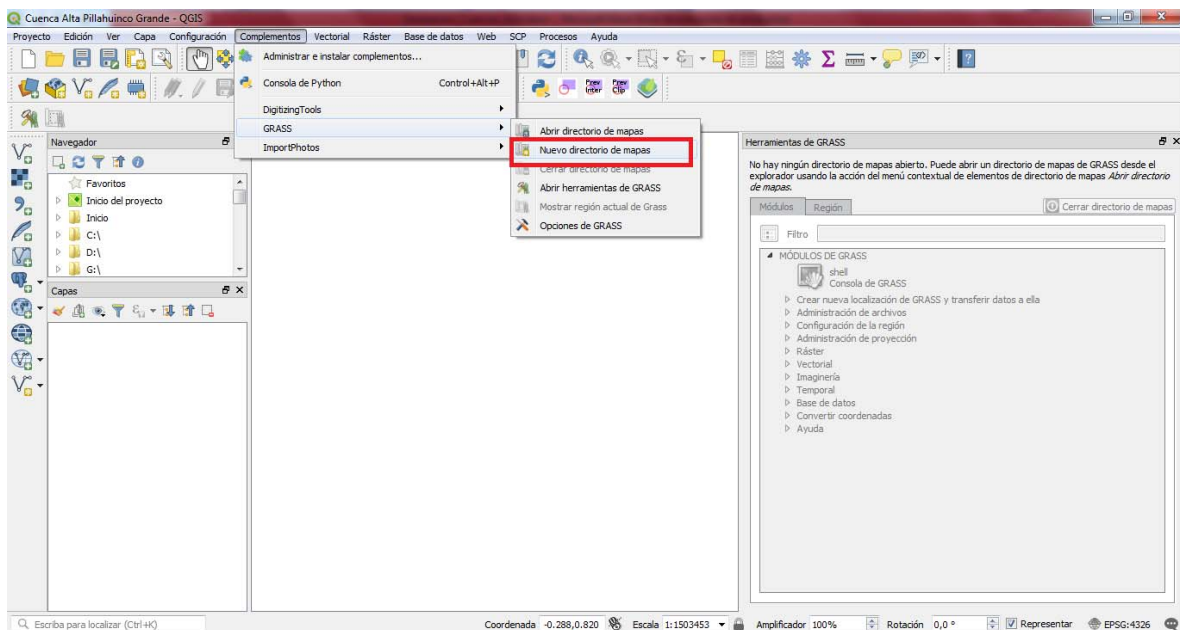 Cuenca Alta Pillahuinco Grande - QGIS
Proyecto Edición Ver Capa Configuración Complementos Vectorial Ráster Base de datos Web SCP Procesos Ayuda
Administrar e instalar complementos...
Consola de Python Control+Alt+P
DigitizingTools
GRASS
ImportPhotos
Abrir directorio de mapas
Nuevo directorio de mapas
Cerrar directorio de mapas
Abrir herramientas de GRASS
Mostrar región actual de Grass
Opciones de GRASS
Navegador
Favoritos
Inicio del proyecto
Inicio
C:\
D:\
G:\
Capas
Herramientas de GRASS
No hay ningún directorio de mapas abierto. Puede abrir un directorio de mapas de GRASS desde el
explorador usando la acción del menú contextual de elementos de directorio de mapas Abrir directorio
de mapas.
Módulos Región Cerrar directorio de mapas
Filtro
MÓDULOS DE GRASS
shell
Consola de GRASS
Crear nueva localización de GRASS y transferir datos a ella
Administración de archivos
Configuración de la región
Administración de proyección
Ráster
Vectorial
Imaginería
Temporal
Base de datos
Convertir coordenadas
Ayuda
Escriba para localizar (Ctrl+K) Coordenada -0.288,0.820 Escala 1:1503453 Amplificador 100% Rotación 0,0 ° Representar EPSG:4326